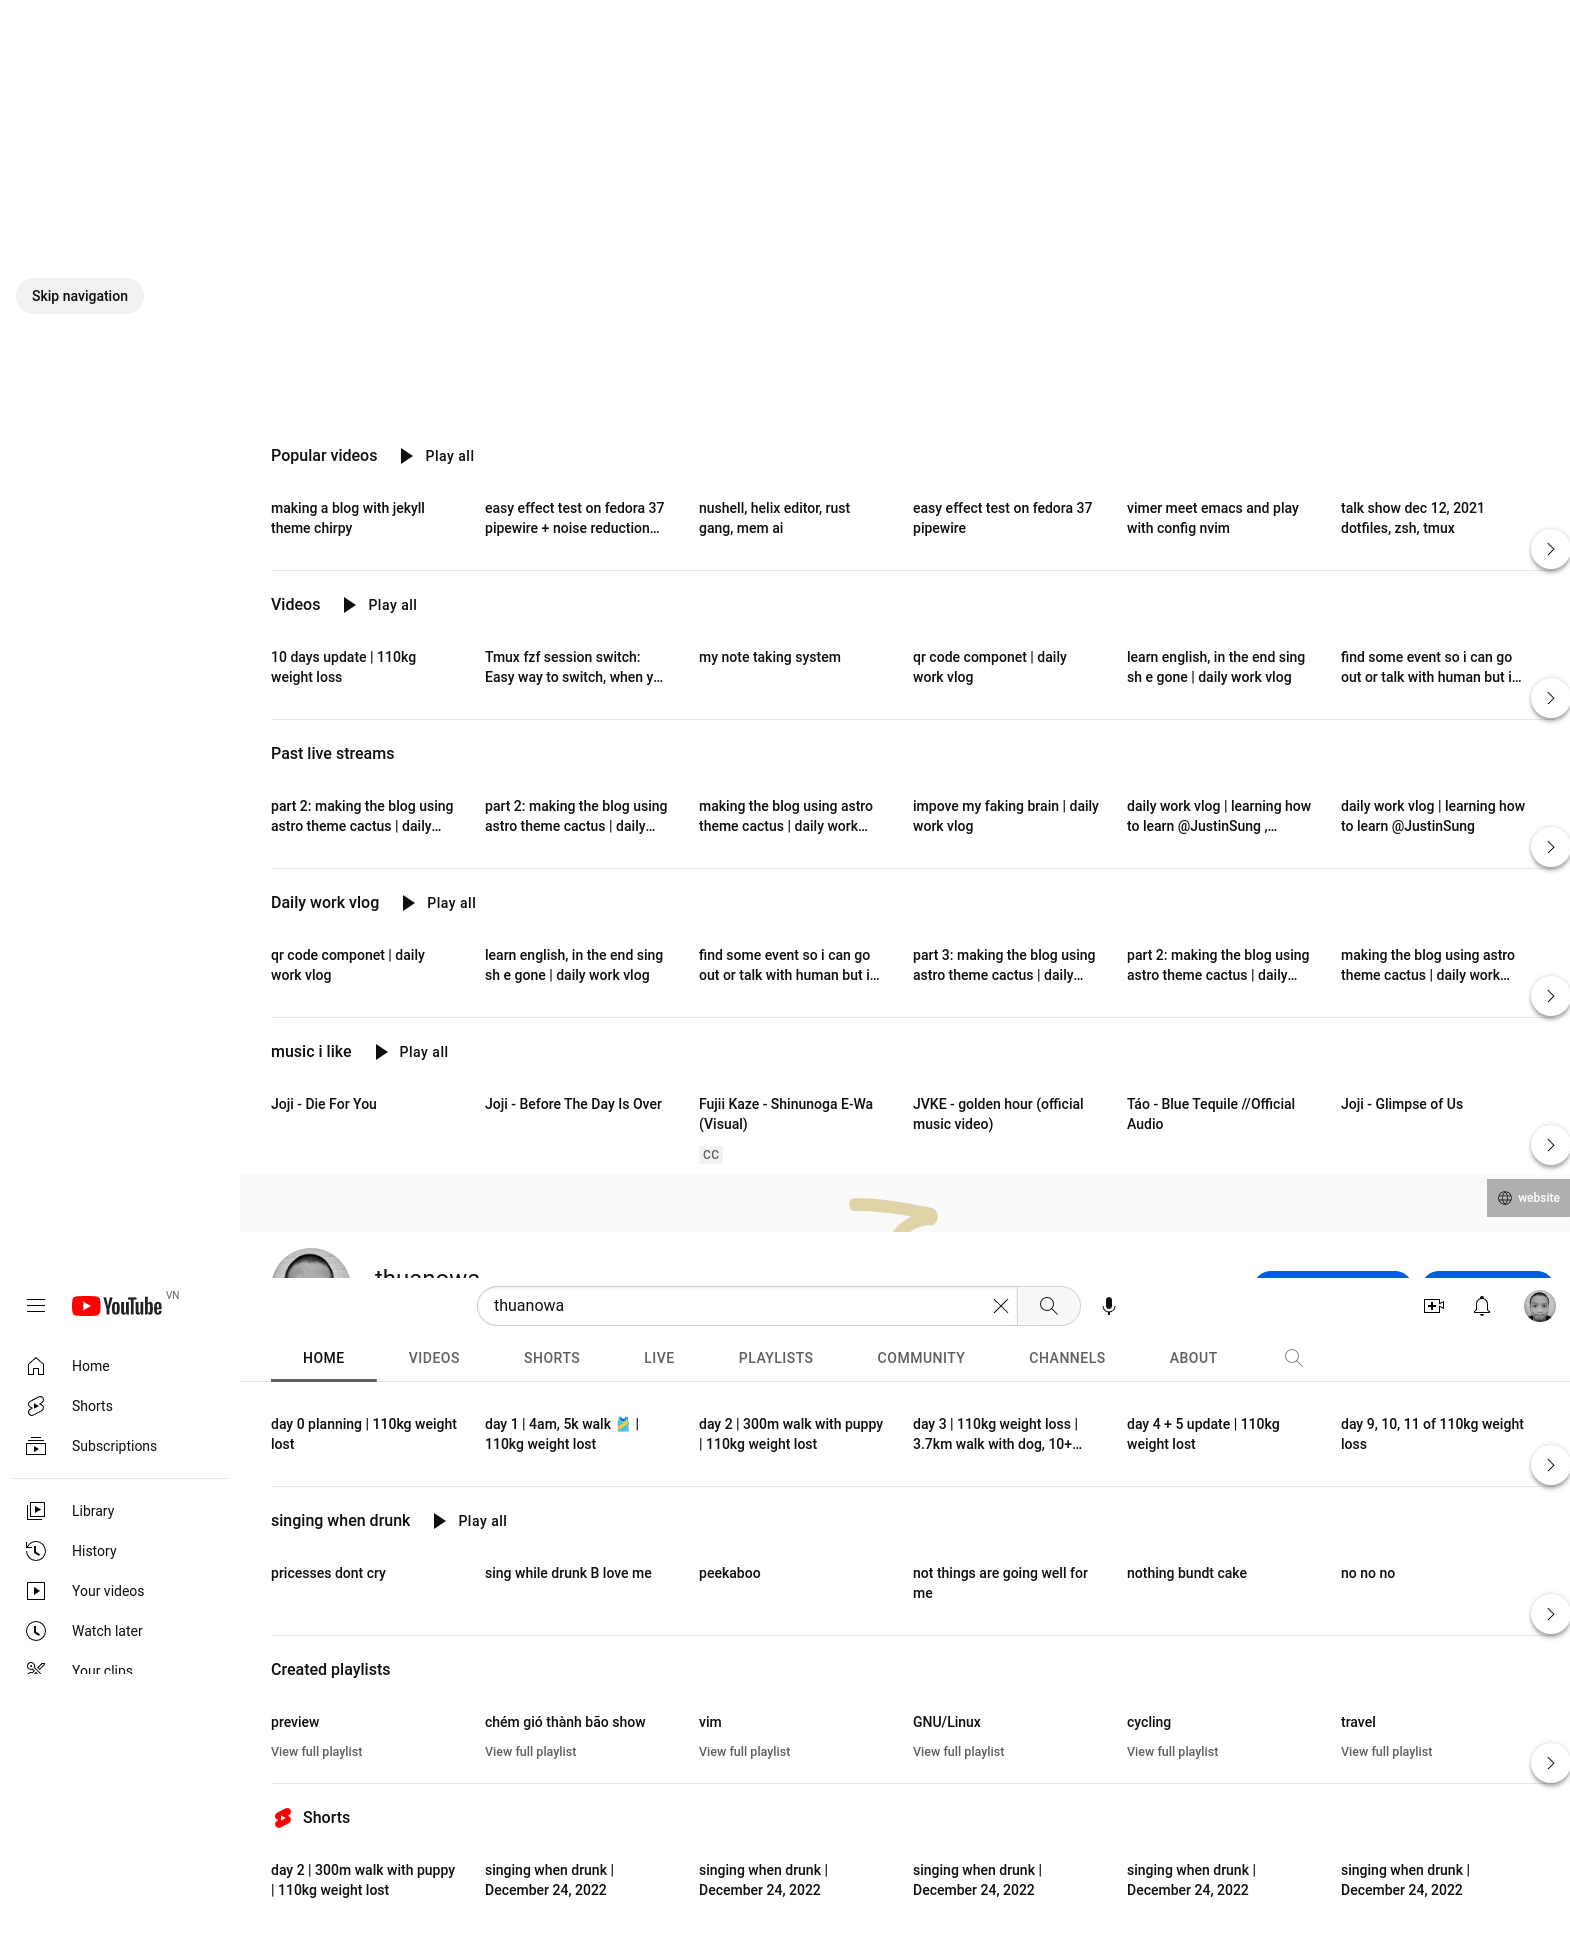 Skip navigation
Popular videos
Play all
making a blog with jekyll
theme chirpy
easy effect test on fedora 37
pipewire + noise reduction...
nushell, helix editor, rust
gang, mem ai
easy effect test on fedora 37
pipewire
vimer meet emacs and play
with config nvim
talk show dec 12, 2021
dotfiles, zsh, tmux
Videos
Play all
10 days update | 110kg
weight loss
Tmux fzf session switch:
Easy way to switch, when y...
my note taking system
qr code componet | daily
work vlog
learn english, in the end sing
sh e gone | daily work vlog
find some event so i can go
out or talk with human but i...
Past live streams
part 2: making the blog using
astro theme cactus | daily...
part 2: making the blog using
astro theme cactus | daily...
making the blog using astro
theme cactus | daily work...
impove my faking brain | daily
work vlog
daily work vlog | learning how
to learn @JustinSung ,...
daily work vlog | learning how
to learn @JustinSung
Daily work vlog
Play all
qr code componet | daily
work vlog
learn english, in the end sing
sh e gone | daily work vlog
find some event so i can go
out or talk with human but i...
part 3: making the blog using
astro theme cactus | daily...
part 2: making the blog using
astro theme cactus | daily...
making the blog using astro
theme cactus | daily work...
music i like
Play all
Joji - Die For You
Joji - Before The Day Is Over
Fujii Kaze - Shinunoga E-Wa
(Visual)
CC
JVKE - golden hour (official
music video)
Táo - Blue Tequile //Official
Audio
Joji - Glimpse of Us
website
thuanowa
YouTube VN
thuanowa
Home
Shorts
Subscriptions
Library
History
Your videos
Watch later
Your clips
HOME
VIDEOS
SHORTS
LIVE
PLAYLISTS
COMMUNITY
CHANNELS
ABOUT
day 0 planning | 110kg weight
lost
day 1 | 4am, 5k walk 🎽 |
110kg weight lost
day 2 | 300m walk with puppy
| 110kg weight lost
day 3 | 110kg weight loss |
3.7km walk with dog, 10+...
day 4 + 5 update | 110kg
weight lost
day 9, 10, 11 of 110kg weight
loss
singing when drunk
Play all
pricesses dont cry
sing while drunk B love me
peekaboo
not things are going well for
me
nothing bundt cake
no no no
Created playlists
preview
View full playlist
chém gió thành bão show
View full playlist
vim
View full playlist
GNU/Linux
View full playlist
cycling
View full playlist
travel
View full playlist
Shorts
day 2 | 300m walk with puppy
| 110kg weight lost
singing when drunk |
December 24, 2022
singing when drunk |
December 24, 2022
singing when drunk |
December 24, 2022
singing when drunk |
December 24, 2022
singing when drunk |
December 24, 2022